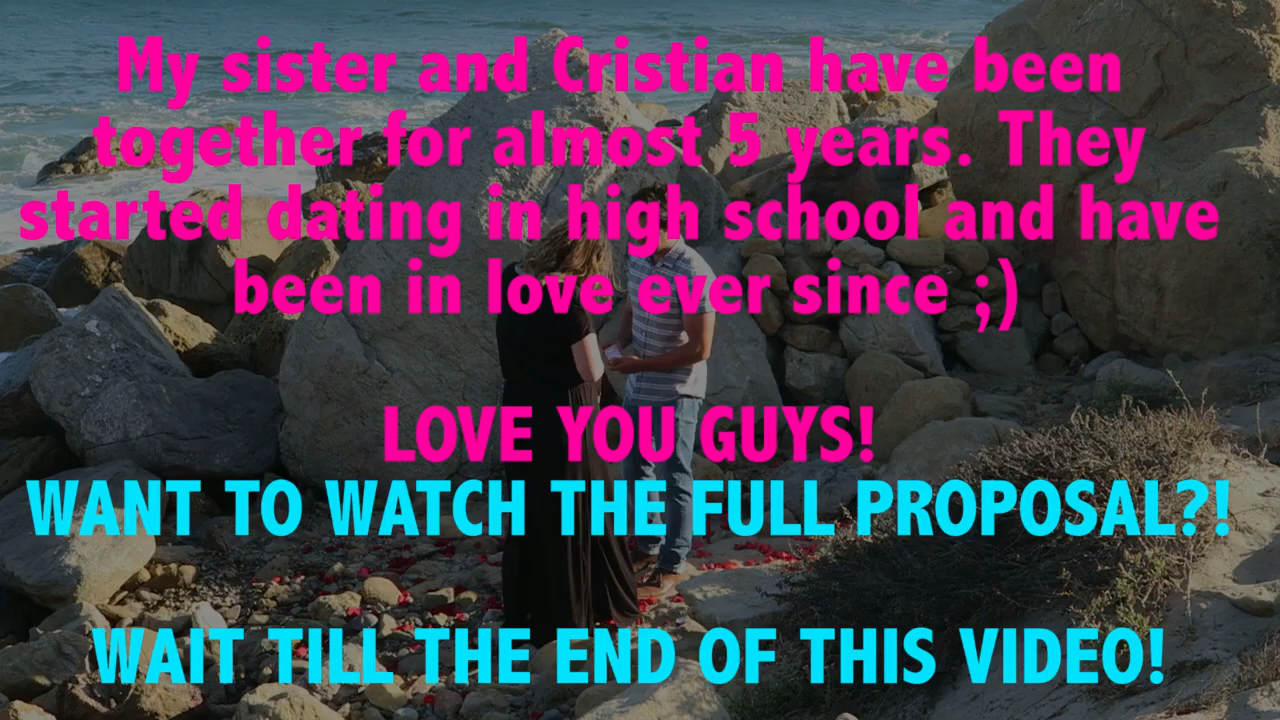 My sister and Cristian have been
together for almost 5 years. They
started dating in high school and have
been in love ever since ;)
LOVE YOU GUYS!
WANT TO WATCH THE FULL PROPOSAL?!
WAIT TILL THE END OF THIS VIDEO!